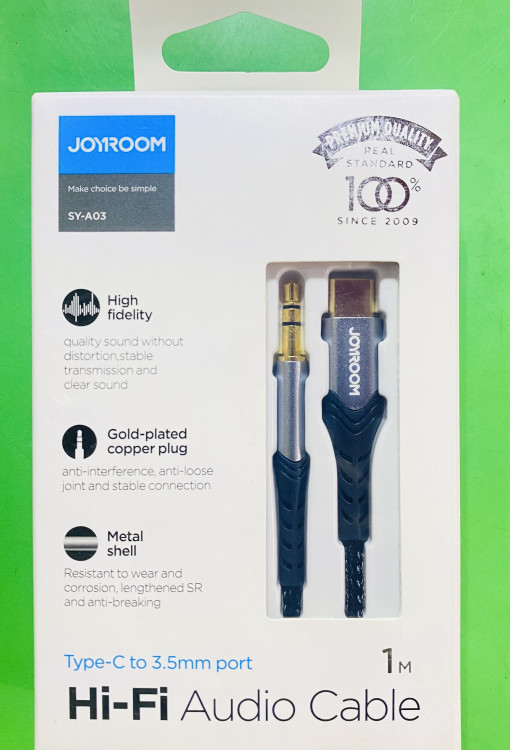 JOYROOM
Make choice be simple
SY-A03
PREMIUM QUALITY
REAL
STANDARD
100%
SINCE 2009
High
fidelity
quality sound without
distortion,stable
transmission and
clear sound
JOYROOM
Gold-plated
copper plug
anti-interference, anti-loose
joint and stable connection
Metal
shell
Resistant to wear and
corrosion, lengthened SR
and anti-breaking
Type-C to 3.5mm port
1M
Hi-Fi Audio Cable